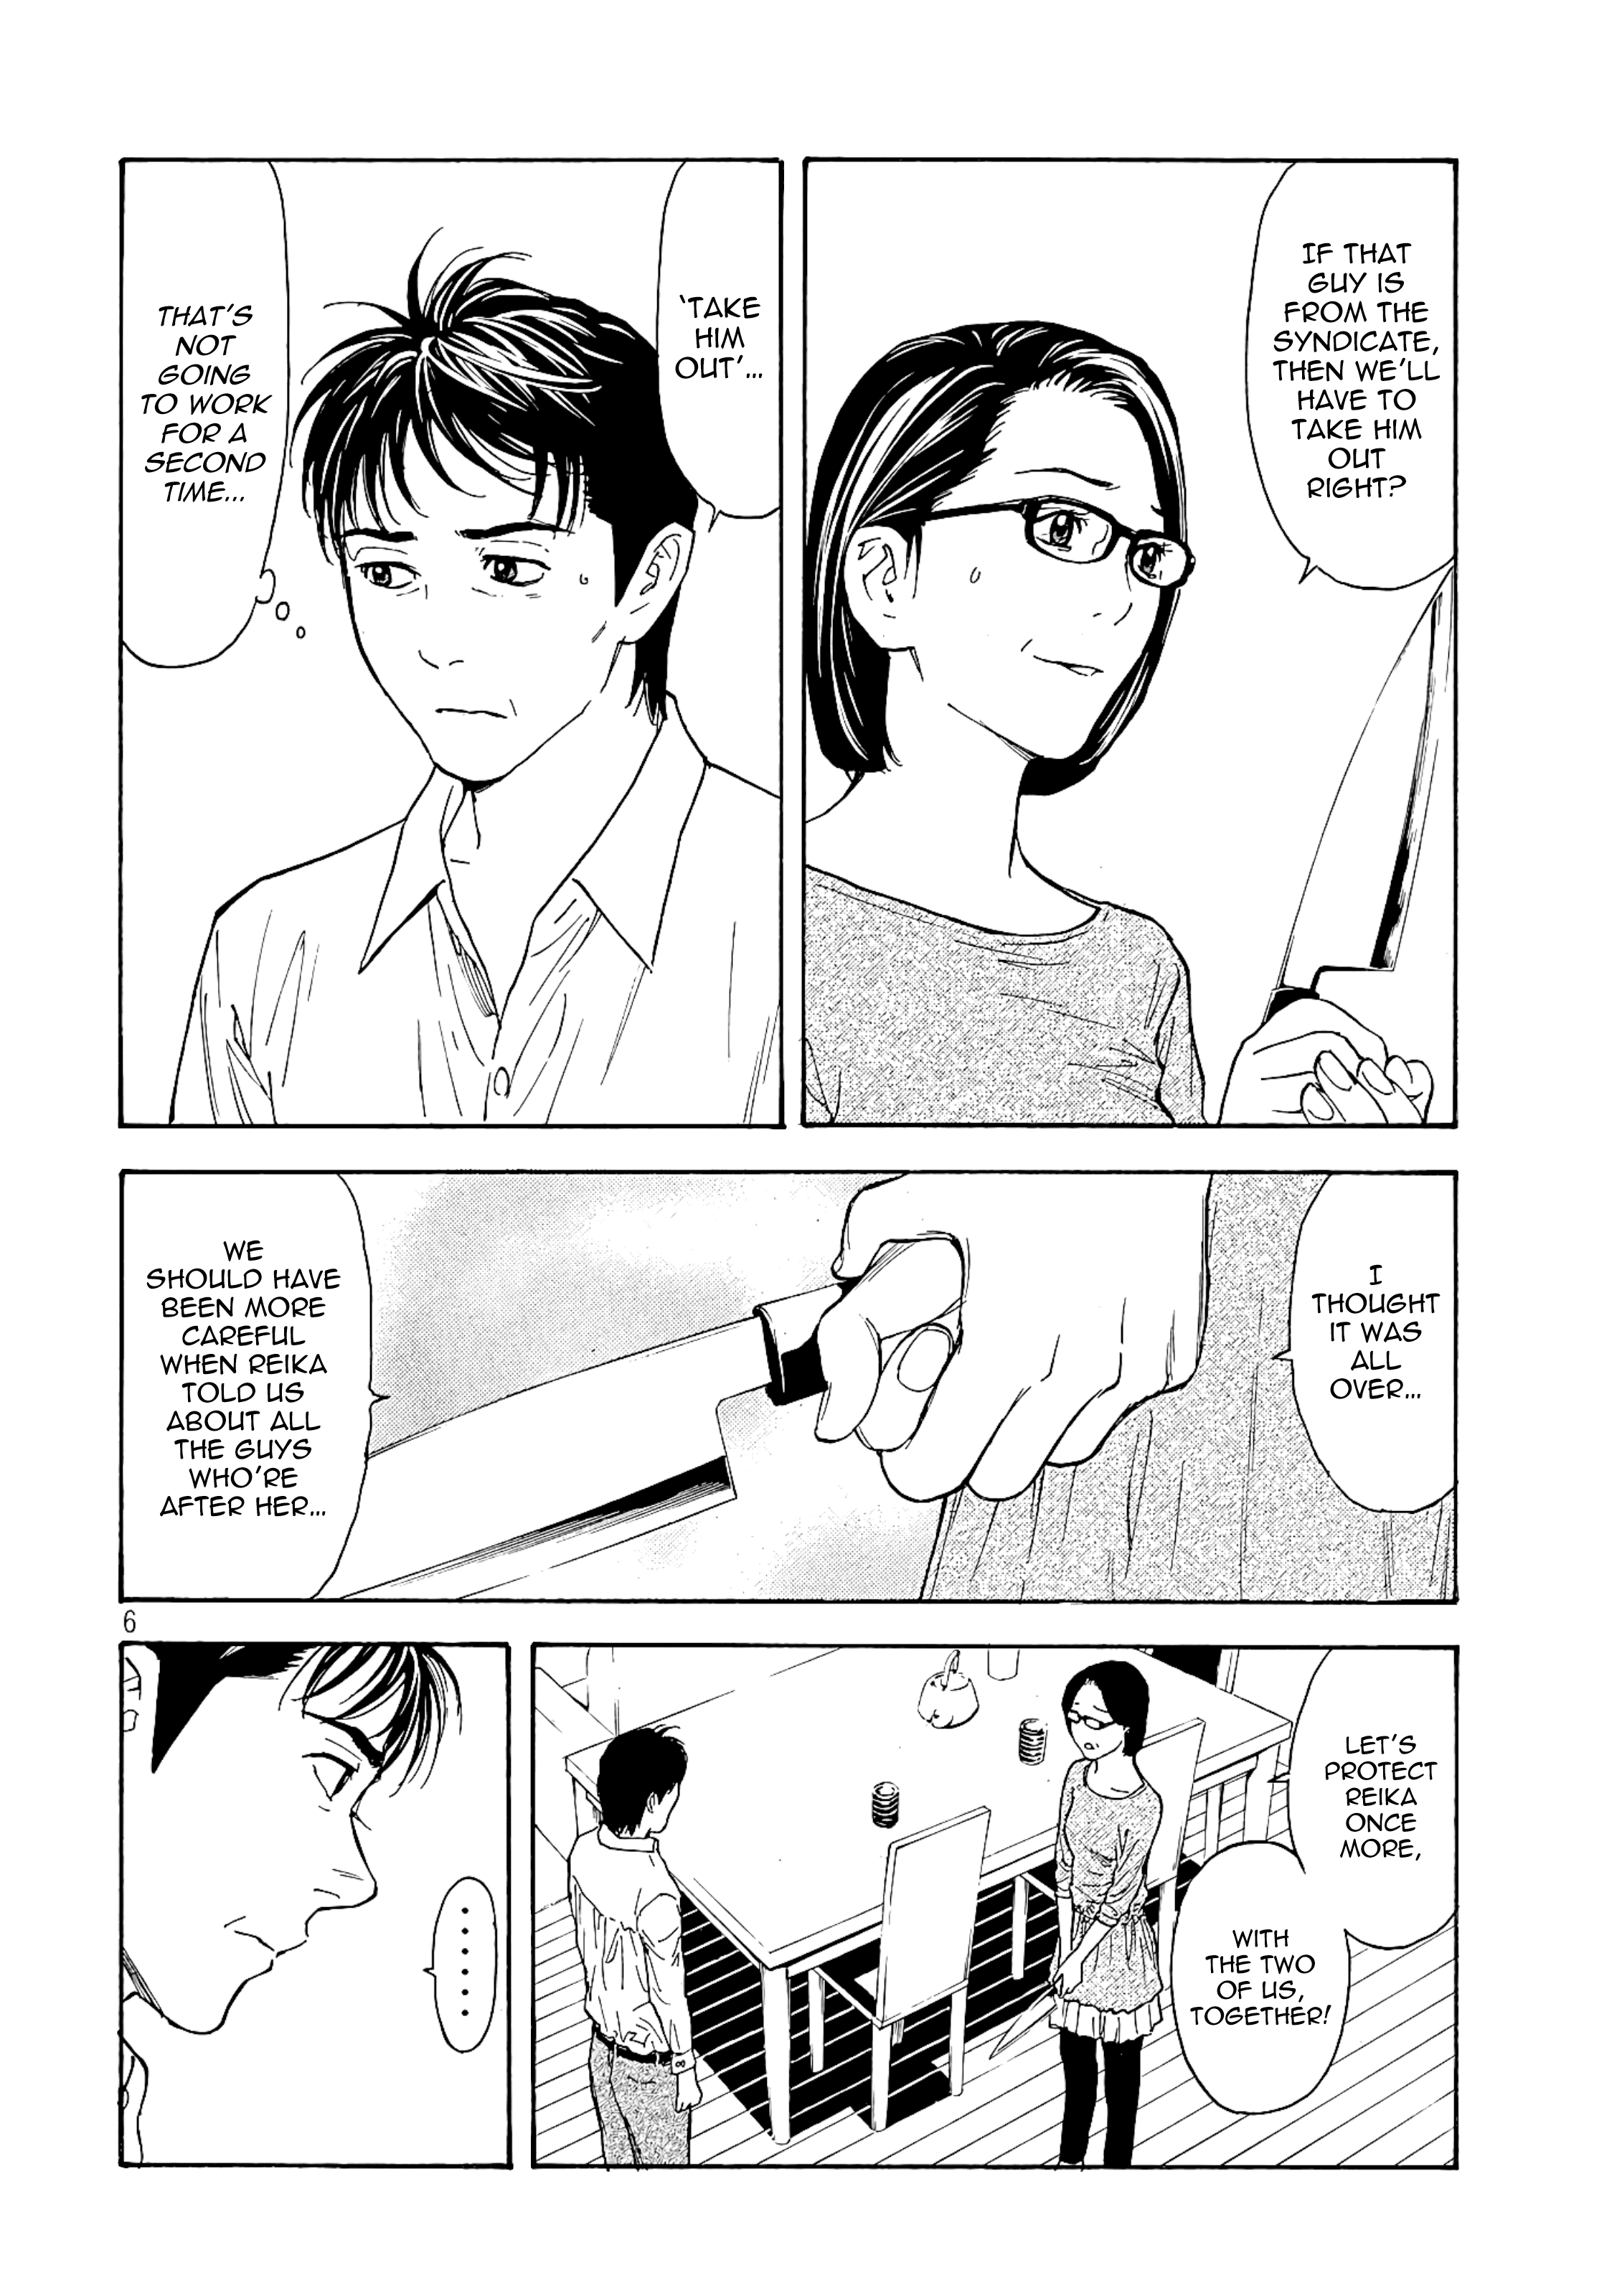 IF THAT
GUY IS
FROM THE
SYNDICATE,
THEN WE'LL
HAVE TO
TAKE HIM
OUT
RIGHT?
'TAKE
HIM
OUT'...
THAT'S
NOT
GOING
TO WORK
FOR A
SECOND
TIME...
I
THOUGHT
IT WAS
ALL
OVER...
WE
SHOULD HAVE
BEEN MORE
CAREFUL
WHEN REIKA
TOLD US
ABOUT ALL
THE GUYS
WHO'RE
AFTER HER...
6
LET'S
PROTECT
REIKA
ONCE
MORE,
WITH
THE TWO
OF US,
TOGETHER!
......